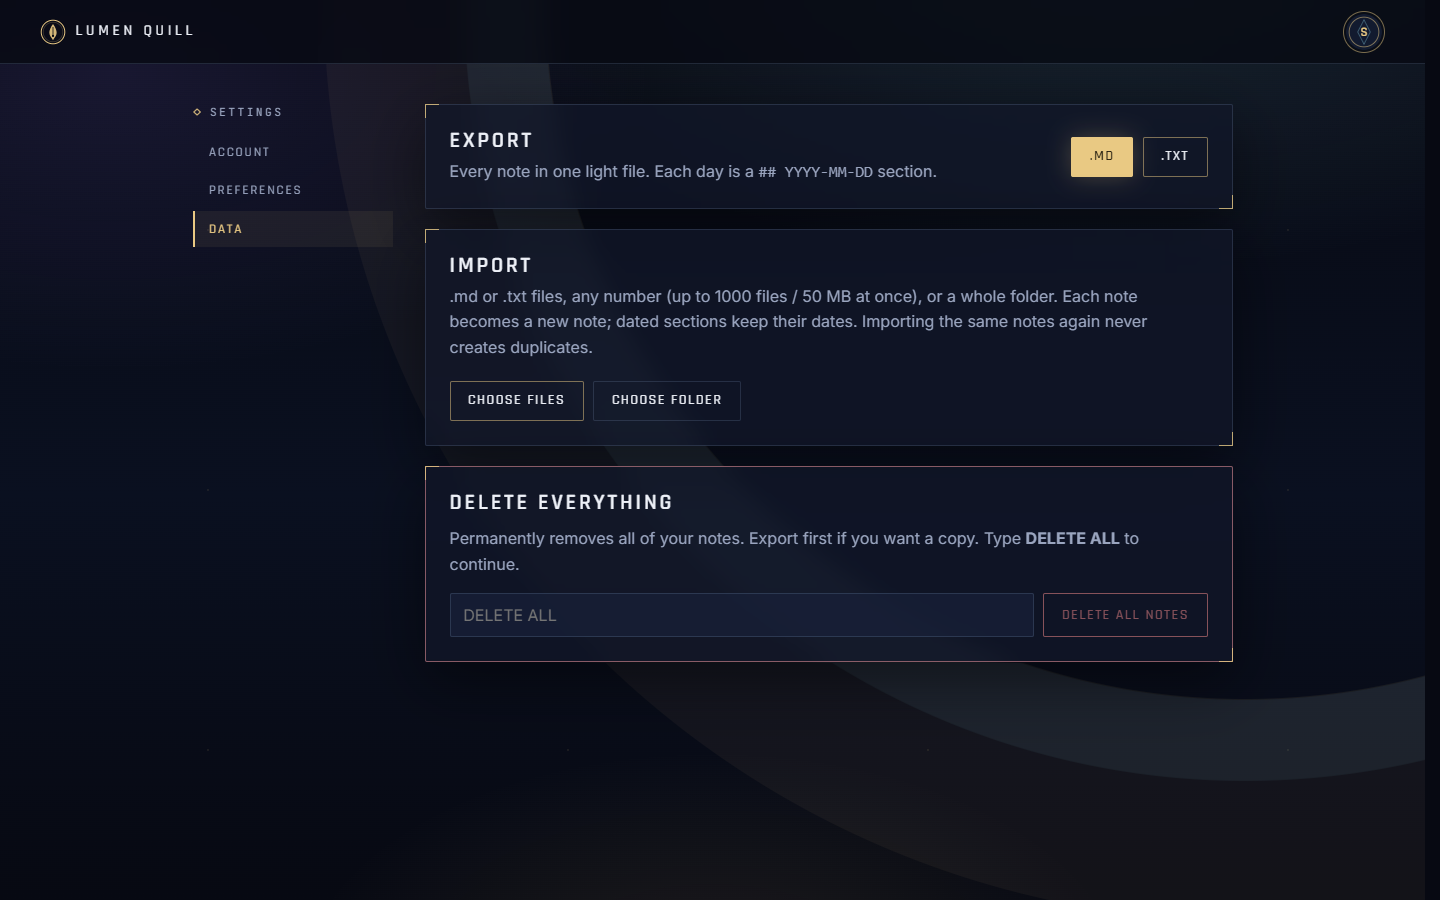 LUMEN QUILL
S
SETTINGS
ACCOUNT
PREFERENCES
DATA
EXPORT
Every note in one light file. Each day is a ## YYYY-MM-DD section.
.MD
.TXT
IMPORT
.md or .txt files, any number (up to 1000 files / 50 MB at once), or a whole folder. Each note
becomes a new note; dated sections keep their dates. Importing the same notes again never
creates duplicates.
CHOOSE FILES
CHOOSE FOLDER
DELETE EVERYTHING
Permanently removes all of your notes. Export first if you want a copy. Type DELETE ALL to
continue.
DELETE ALL
DELETE ALL NOTES